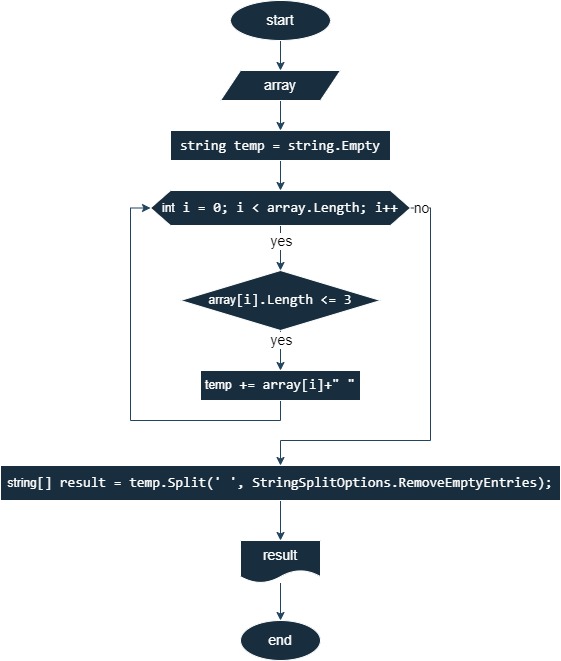 start
array
string temp = string.Empty
int i = 0; i < array.Length; i++
no
yes
array[i].Length <= 3
yes
temp += array[i]+" "
string[] result = temp.Split(' ', StringSplitOptions.RemoveEmptyEntries);
result
end